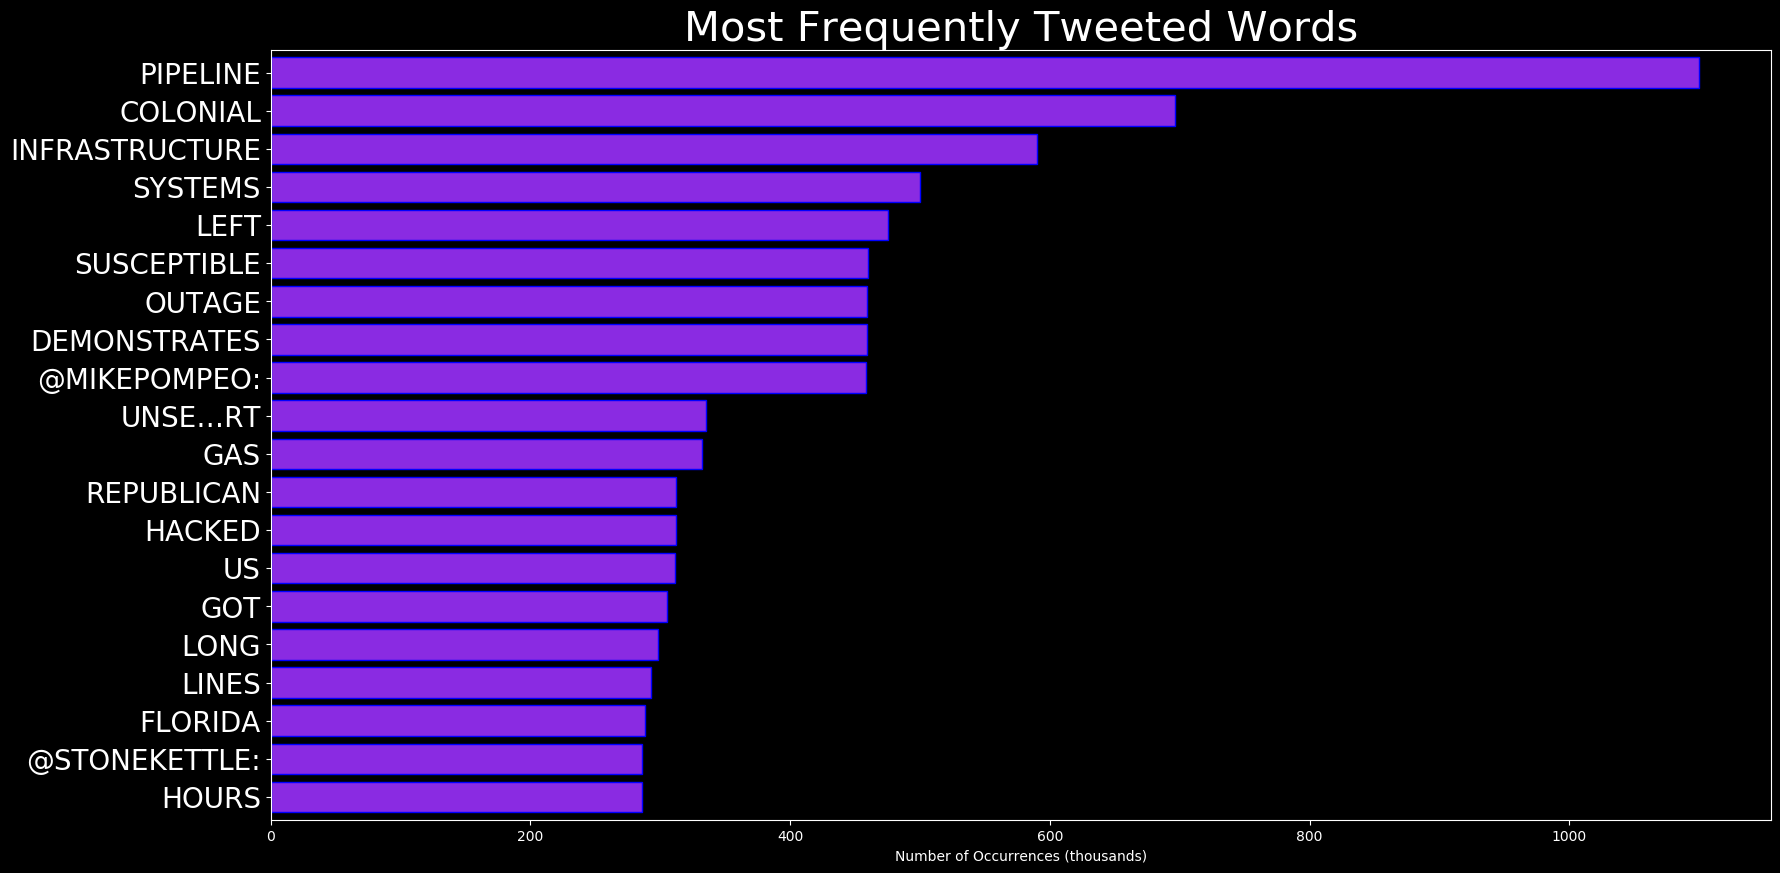 Most Frequently Tweeted Words
PIPELINE
COLONIAL
INFRASTRUCTURE
SYSTEMS
LEFT
SUSCEPTIBLE
OUTAGE
DEMONSTRATES
@MIKEPOMPEO:
UNSE…RT
GAS
REPUBLICAN
HACKED
US
GOT
LONG
LINES
FLORIDA
@STONEKETTLE:
HOURS
0 200 400 600 800 1000
Number of Occurrences (thousands)